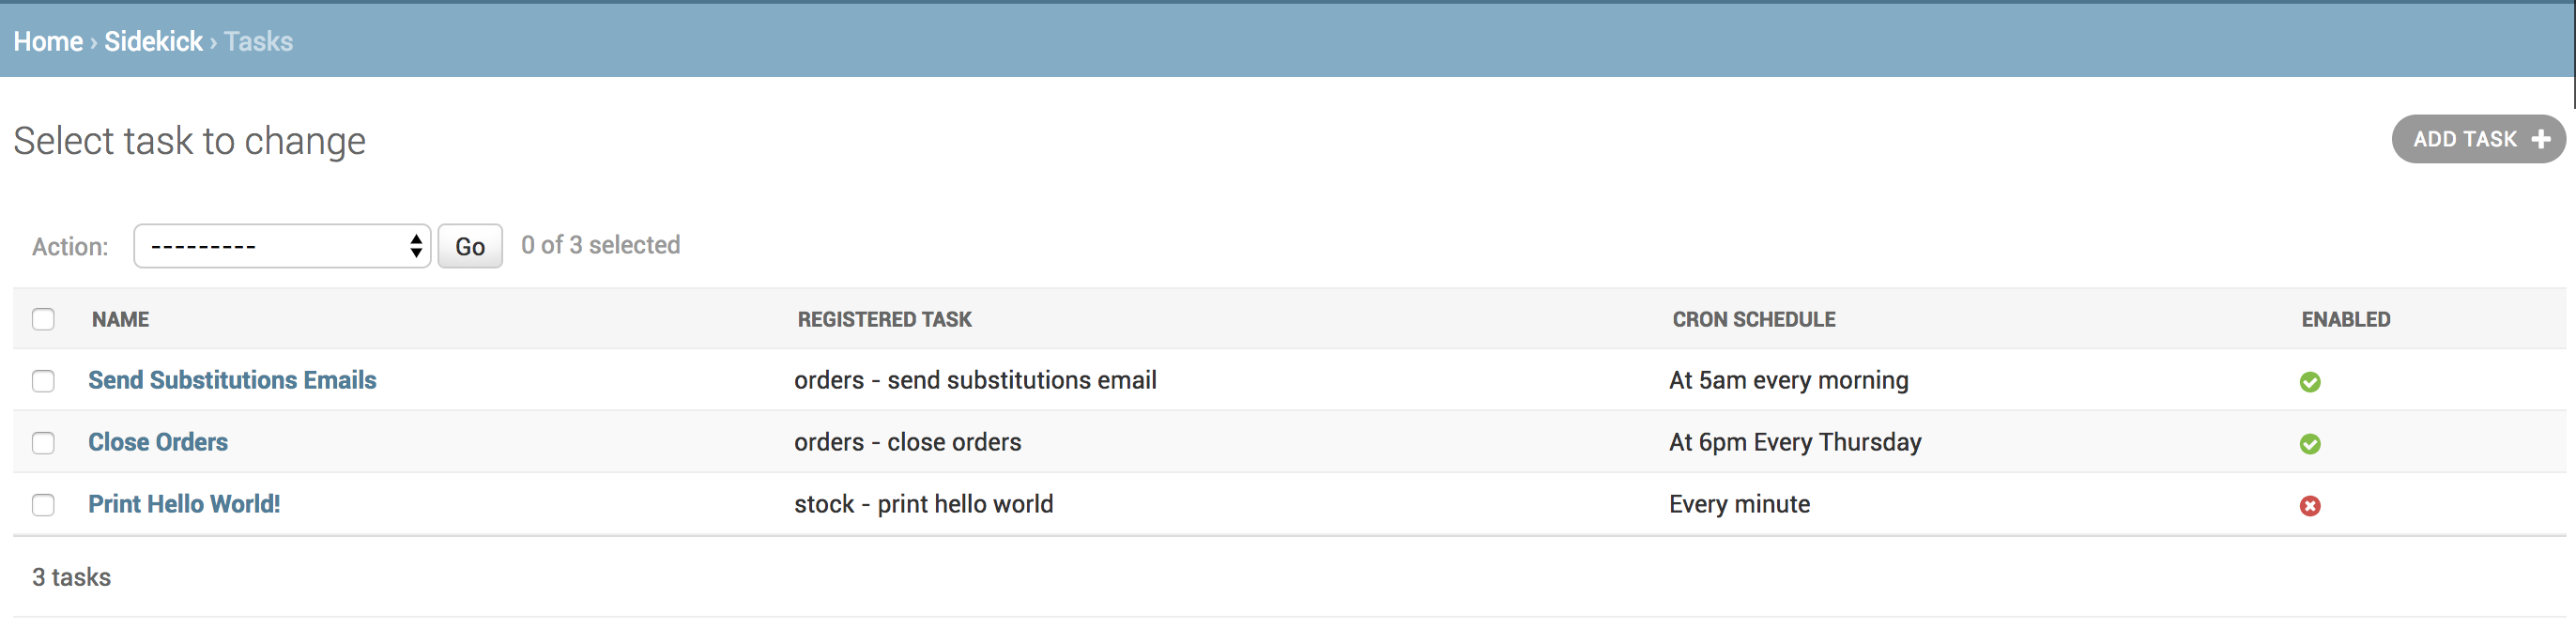 Home › Sidekick › Tasks
Select task to change
ADD TASK +
Action: --------- Go 0 of 3 selected
NAME REGISTERED TASK CRON SCHEDULE ENABLED
Send Substitutions Emails orders - send substitutions email At 5am every morning
Close Orders orders - close orders At 6pm Every Thursday
Print Hello World! stock - print hello world Every minute
3 tasks